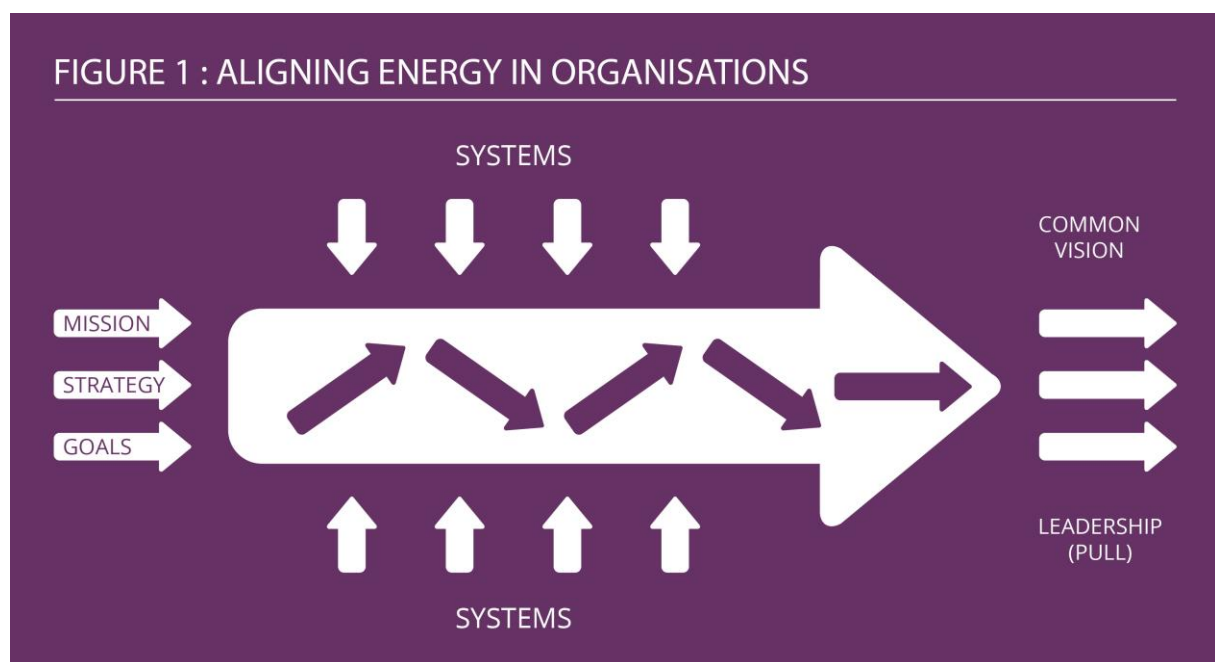 FIGURE 1 : ALIGNING ENERGY IN ORGANISATIONS
SYSTEMS
COMMON
VISION
MISSION
STRATEGY
GOALS
LEADERSHIP
(PULL)
SYSTEMS